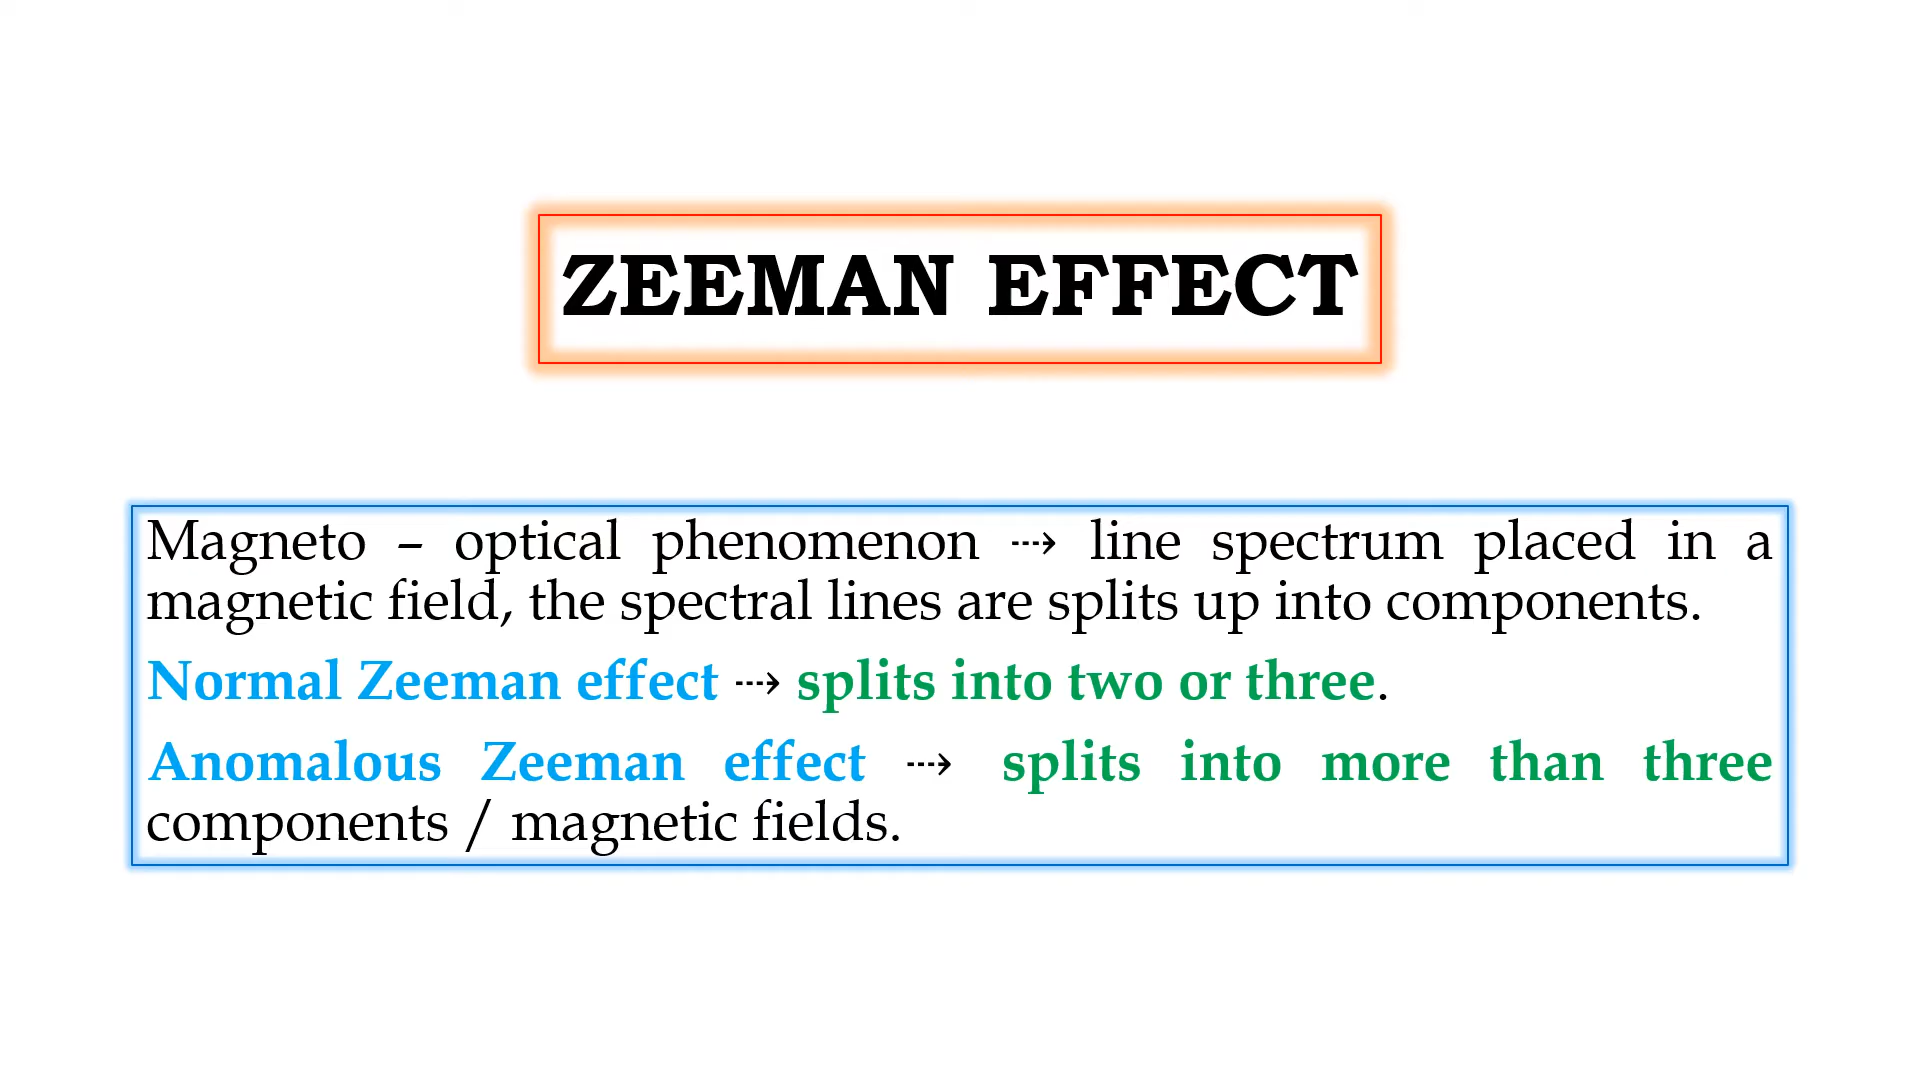 ZEEMAN EFFECT
Magneto – optical phenomenon ⇢ line spectrum placed in a
magnetic field, the spectral lines are splits up into components.
Normal Zeeman effect ⇢ splits into two or three.
Anomalous Zeeman effect ⇢ splits into more than three
components / magnetic fields.